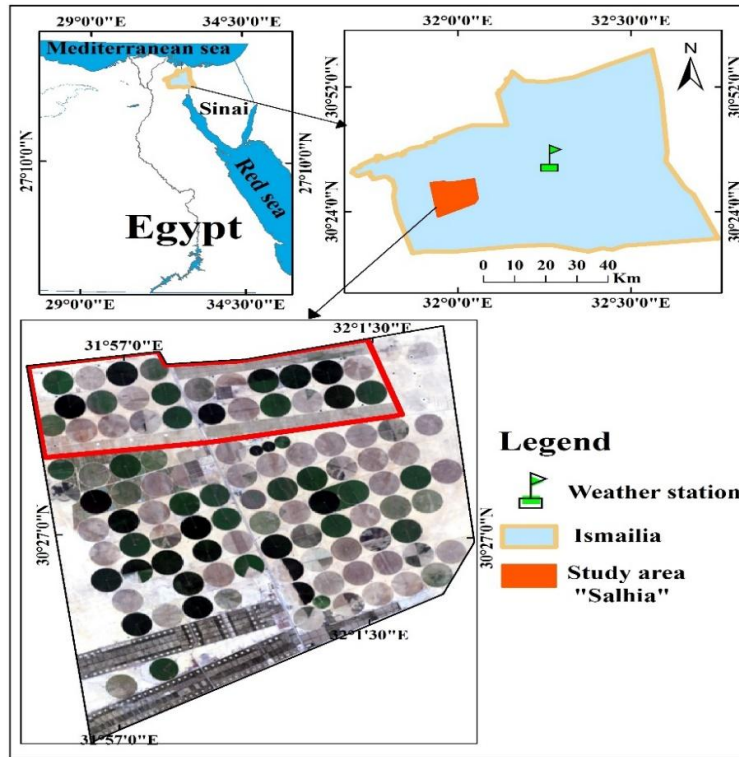 29°0'0"E 34°30'0"E
Mediterranean sea
Sinai
27°10'0"N
27°10'0"N
Red sea
Egypt
29°0'0"E 34°30'0"E
32°0'0"E 32°30'0"E
N
30°52'0"N
30°52'0"N
30°24'0"N
30°24'0"N
0 10 20 30 40
Km
32°0'0"E 32°30'0"E
31°57'0"E
32°1'30"E
30°27'0"N
30°27'0"N
32°1'30"E
31°57'0"E
Legend
Weather station
Ismailia
Study area
"Salhia"